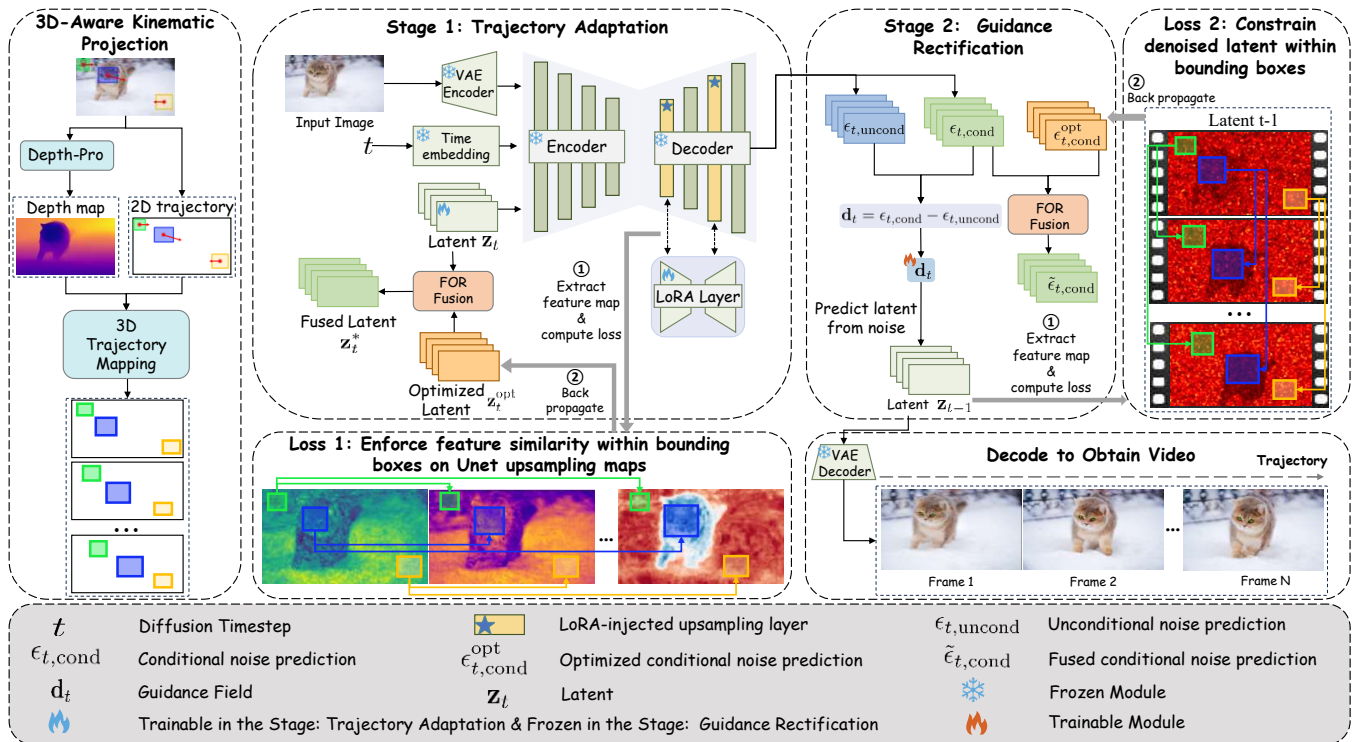 3D-Aware Kinematic
Projection
Depth-Pro
Depth map
2D trajectory
3D
Trajectory
Mapping
...
Stage 1: Trajectory Adaptation
Input Image
VAE
Encoder
t
Time
embedding
Encoder
Decoder
Latent z_t
FOR
Fusion
Fused Latent
z_t^*
Optimized
Latent z_t^opt
①
Extract
feature map
&
compute loss
②
Back
propagate
LoRA Layer
Loss 1: Enforce feature similarity within bounding
boxes on Unet upsampling maps
...
Stage 2: Guidance
Rectification
ϵ_t,uncond
ϵ_t,cond
ϵ_t,cond^opt
d_t = ϵ_t,cond − ϵ_t,uncond
FOR
Fusion
d_t
ϵ̃_t,cond
Predict latent
from noise
①
Extract
feature map
&
compute loss
Latent z_t−1
Loss 2: Constrain
denoised latent within
bounding boxes
②
Back propagate
Latent t-1
...
VAE
Decoder
Decode to Obtain Video
Trajectory
...
Frame 1
Frame 2
Frame N
t Diffusion Timestep
LoRA-injected upsampling layer
ϵ_t,uncond Unconditional noise prediction
ϵ_t,cond Conditional noise prediction
ϵ_t,cond^opt Optimized conditional noise prediction
ϵ̃_t,cond Fused conditional noise prediction
d_t Guidance Field
z_t Latent
Frozen Module
Trainable in the Stage: Trajectory Adaptation & Frozen in the Stage: Guidance Rectification
Trainable Module